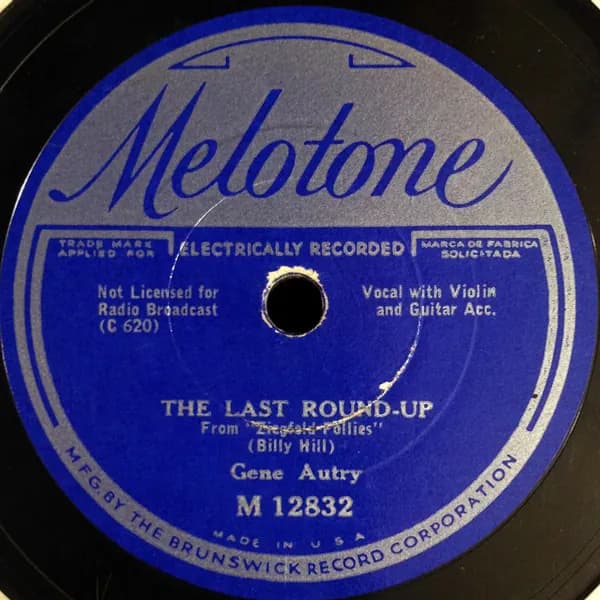 Melotone
TRADE MARK
APPLIED FOR
ELECTRICALLY RECORDED
MARCA DE FABRICA
SOLICITADA
Not Licensed for
Radio Broadcast
(C 620)
Vocal with Violin
and Guitar Acc.
THE LAST ROUND-UP
From "Ziegfeld Follies"
(Billy Hill)
Gene Autry
M 12832
MADE IN U S A
MFG. BY THE BRUNSWICK RECORD CORPORATION